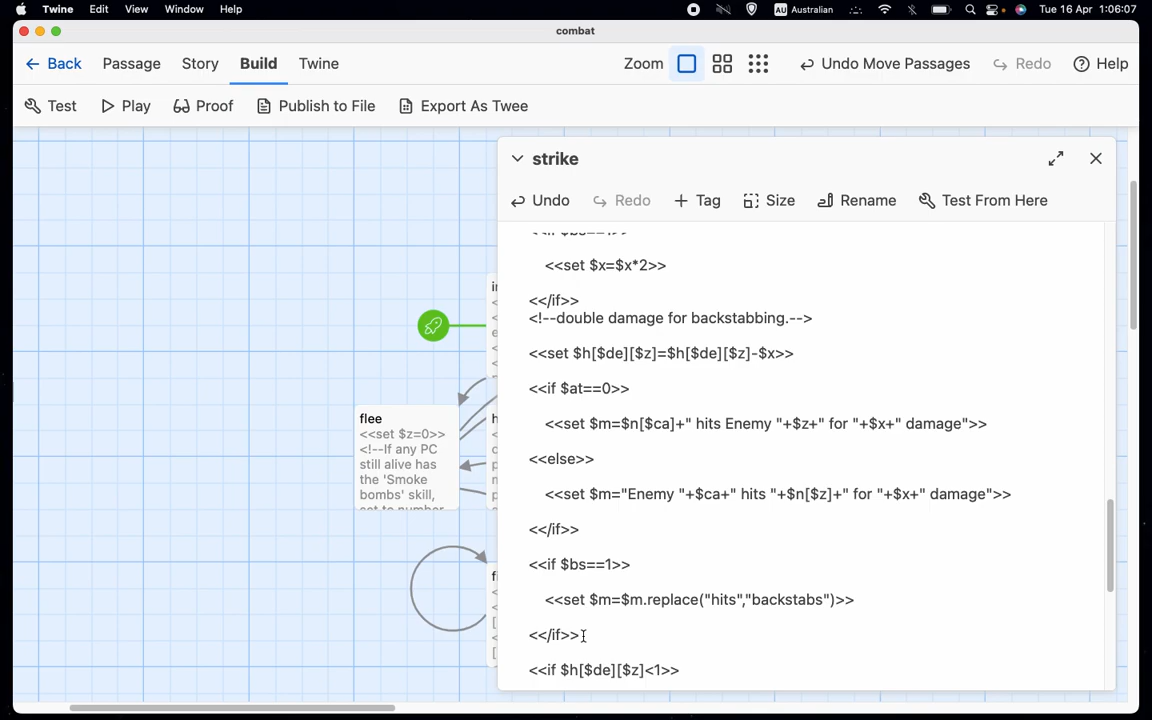 Twine Edit View Window Help AU Australian Tue 16 Apr 1:06:07
combat
Back Passage Story Build Twine Zoom Undo Move Passages Redo Help
Test Play Proof Publish to File Export As Twee
strike
Undo Redo + Tag Size Rename Test From Here
<<set $x=$x*2>>
<</if>>
<!--double damage for backstabbing.-->
<<set $h[$de][$z]=$h[$de][$z]-$x>>
<<if $at==0>>
<<set $m=$n[$ca]+" hits Enemy "+$z+" for "+$x+" damage">>
<<else>>
<<set $m="Enemy "+$ca+" hits "+$n[$z]+" for "+$x+" damage">>
<</if>>
<<if $bs==1>>
<<set $m=$m.replace("hits","backstabs")>>
<</if>>
<<if $h[$de][$z]<1>>
flee
<<set $z=0>>
<!--If any PC
still alive has
the 'Smoke
bombs' skill,
set to number